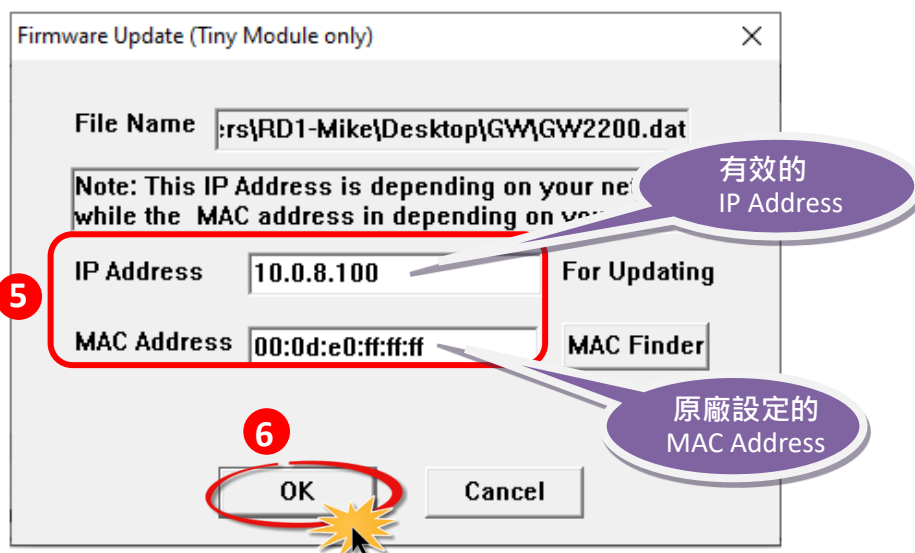 Firmware Update (Tiny Module only)
File Name
:rs\RD1-Mike\Desktop\GW\GW2200.dat
Note: This IP Address is depending on your
while the MAC address in depending on
有效的
IP Address
5
IP Address
10.0.8.100
For Updating
MAC Address
00:0d:e0:ff:ff:ff
MAC Finder
原廠設定的
MAC Address
6
OK
Cancel